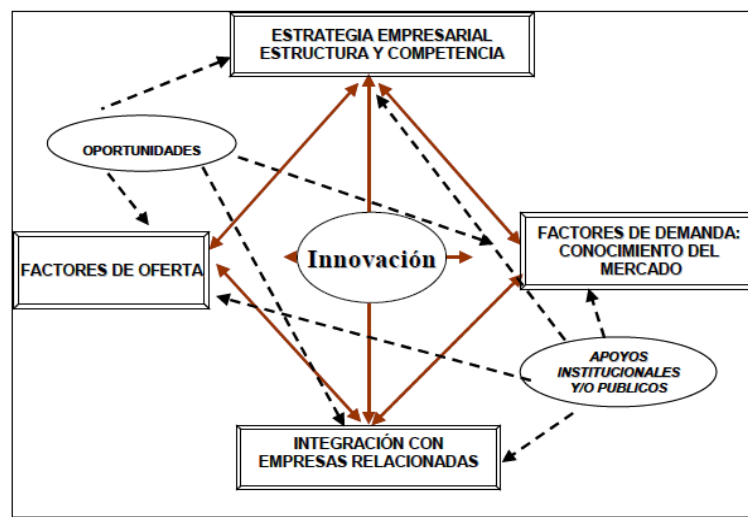 ESTRATEGIA EMPRESARIAL
ESTRUCTURA Y COMPETENCIA
OPORTUNIDADES
FACTORES DE OFERTA
Innovación
FACTORES DE DEMANDA:
CONOCIMIENTO DEL
MERCADO
APOYOS
INSTITUCIONALES
Y/O PUBLICOS
INTEGRACIÓN CON
EMPRESAS RELACIONADAS